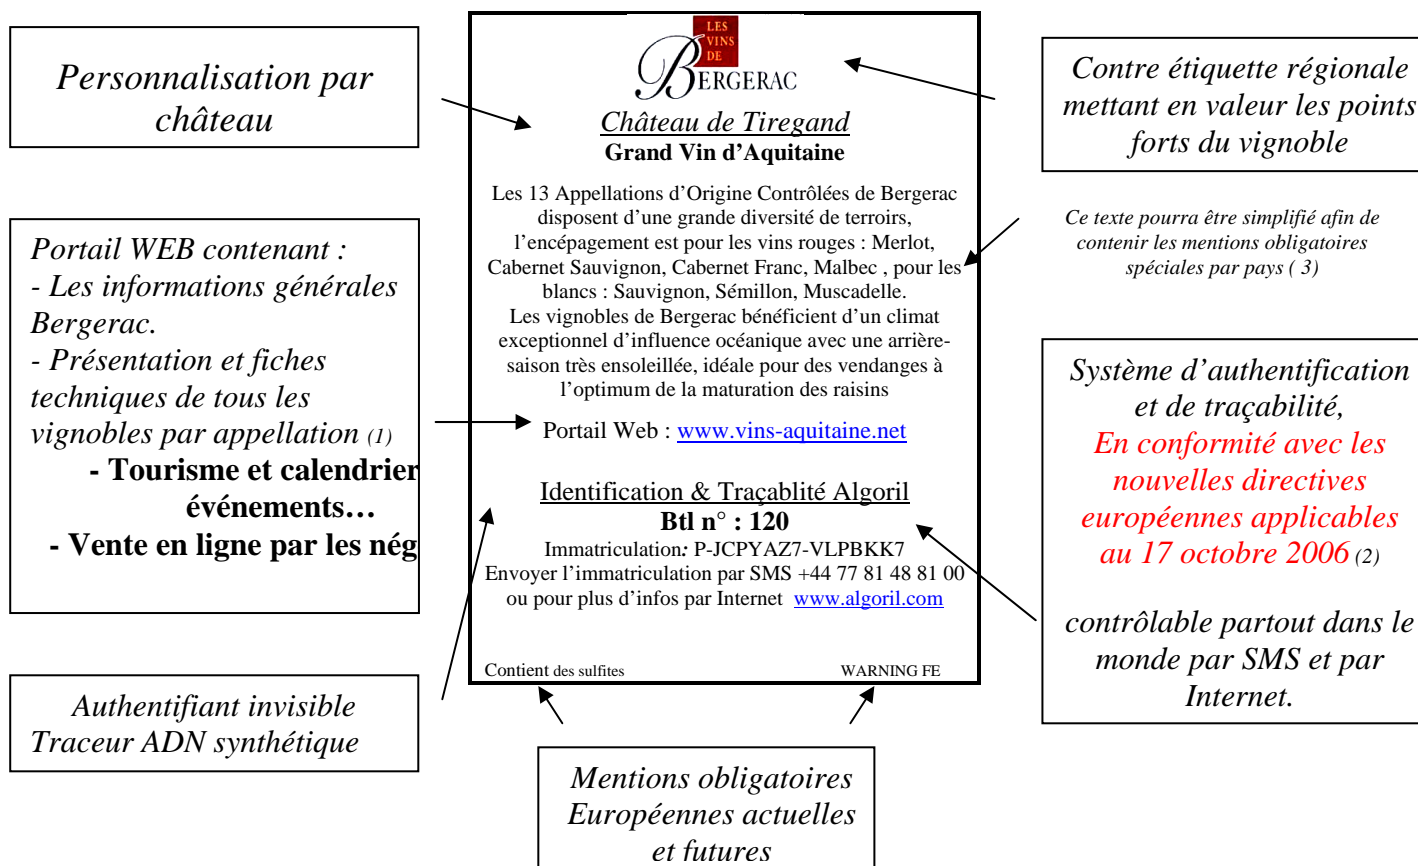 Personnalisation par
château
Portail WEB contenant :
- Les informations générales
Bergerac.
- Présentation et fiches
techniques de tous les
vignobles par appellation (1)
- Tourisme et calendrier
événements…
- Vente en ligne par les nég
Authentifiant invisible
Traceur ADN synthétique
LES
VINS
DE
BERGERAC
Château de Tiregand
Grand Vin d’Aquitaine
Les 13 Appellations d’Origine Contrôlées de Bergerac
disposent d’une grande diversité de terroirs,
l’encépagement est pour les vins rouges : Merlot,
Cabernet Sauvignon, Cabernet Franc, Malbec , pour les
blancs : Sauvignon, Sémillon, Muscadelle.
Les vignobles de Bergerac bénéficient d’un climat
exceptionnel d’influence océanique avec une arrière-
saison très ensoleillée, idéale pour des vendanges à
l’optimum de la maturation des raisins
Portail Web : www.vins-aquitaine.net
Identification & Traçablité Algoril
Btl n° : 120
Immatriculation: P-JCPYAZ7-VLPBKK7
Envoyer l’immatriculation par SMS +44 77 81 48 81 00
ou pour plus d’infos par Internet www.algoril.com
Contient des sulfites WARNING FE
Mentions obligatoires
Européennes actuelles
et futures
Contre étiquette régionale
mettant en valeur les points
forts du vignoble
Ce texte pourra être simplifié afin de
contenir les mentions obligatoires
spéciales par pays ( 3)
Système d’authentification
et de traçabilité,
En conformité avec les
nouvelles directives
européennes applicables
au 17 octobre 2006 (2)
contrôlable partout dans le
monde par SMS et par
Internet.